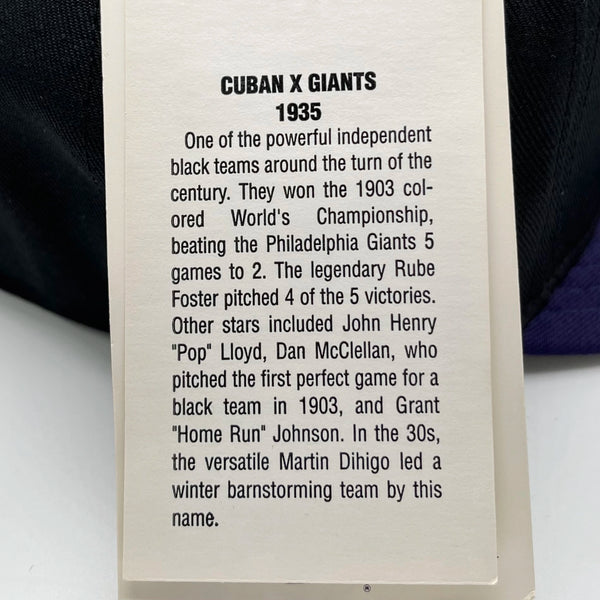 CUBAN X GIANTS
1935
One of the powerful independent
black teams around the turn of the
century. They won the 1903 col-
ored World's Championship,
beating the Philadelphia Giants 5
games to 2. The legendary Rube
Foster pitched 4 of the 5 victories.
Other stars included John Henry
"Pop" Lloyd, Dan McClellan, who
pitched the first perfect game for a
black team in 1903, and Grant
"Home Run" Johnson. In the 30s,
the versatile Martin Dihigo led a
winter barnstorming team by this
name.
®